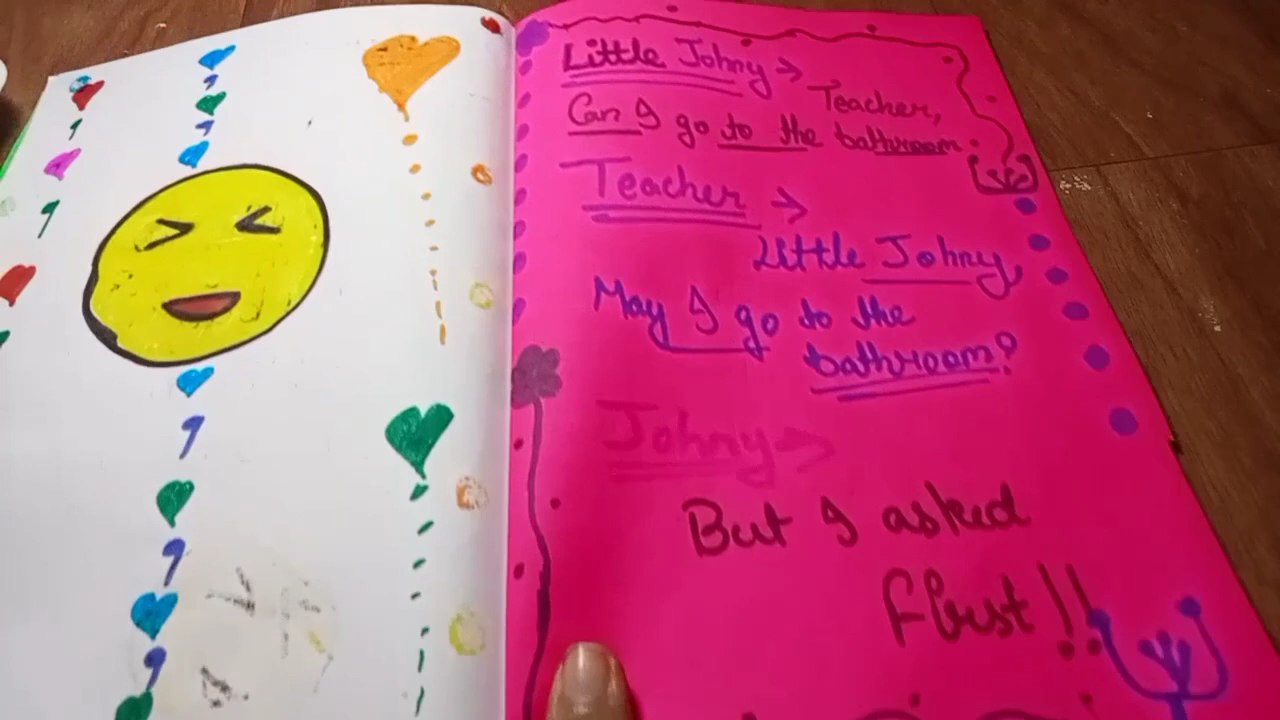 Little Johny →
Teacher,
Can I go to the bathroom.
Teacher →
Little Johny,
May I go to the
bathroom?
Johny →
But I asked
first!!